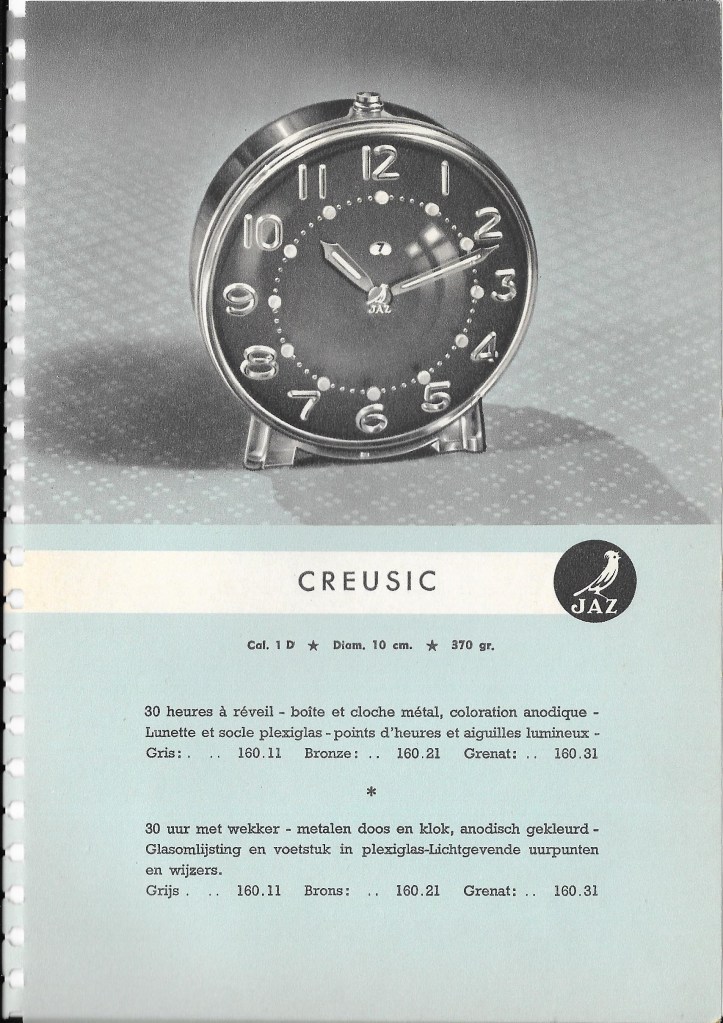 12
11 1
10 2
7
9 3
JAZ
8 4
7 5
6
CREUSIC
JAZ
Cal. 1 D ★ Diam. 10 cm. ★ 370 gr.
30 heures à réveil - boîte et cloche métal, coloration anodique -
Lunette et socle plexiglas - points d'heures et aiguilles lumineux -
Gris: . .. 160.11 Bronze: .. 160.21 Grenat: .. 160.31
*
30 uur met wekker - metalen doos en klok, anodisch gekleurd -
Glasomlijsting en voetstuk in plexiglas-Lichtgevende uurpunten
en wijzers.
Grijs . .. 160.11 Brons: .. 160.21 Grenat: .. 160.31